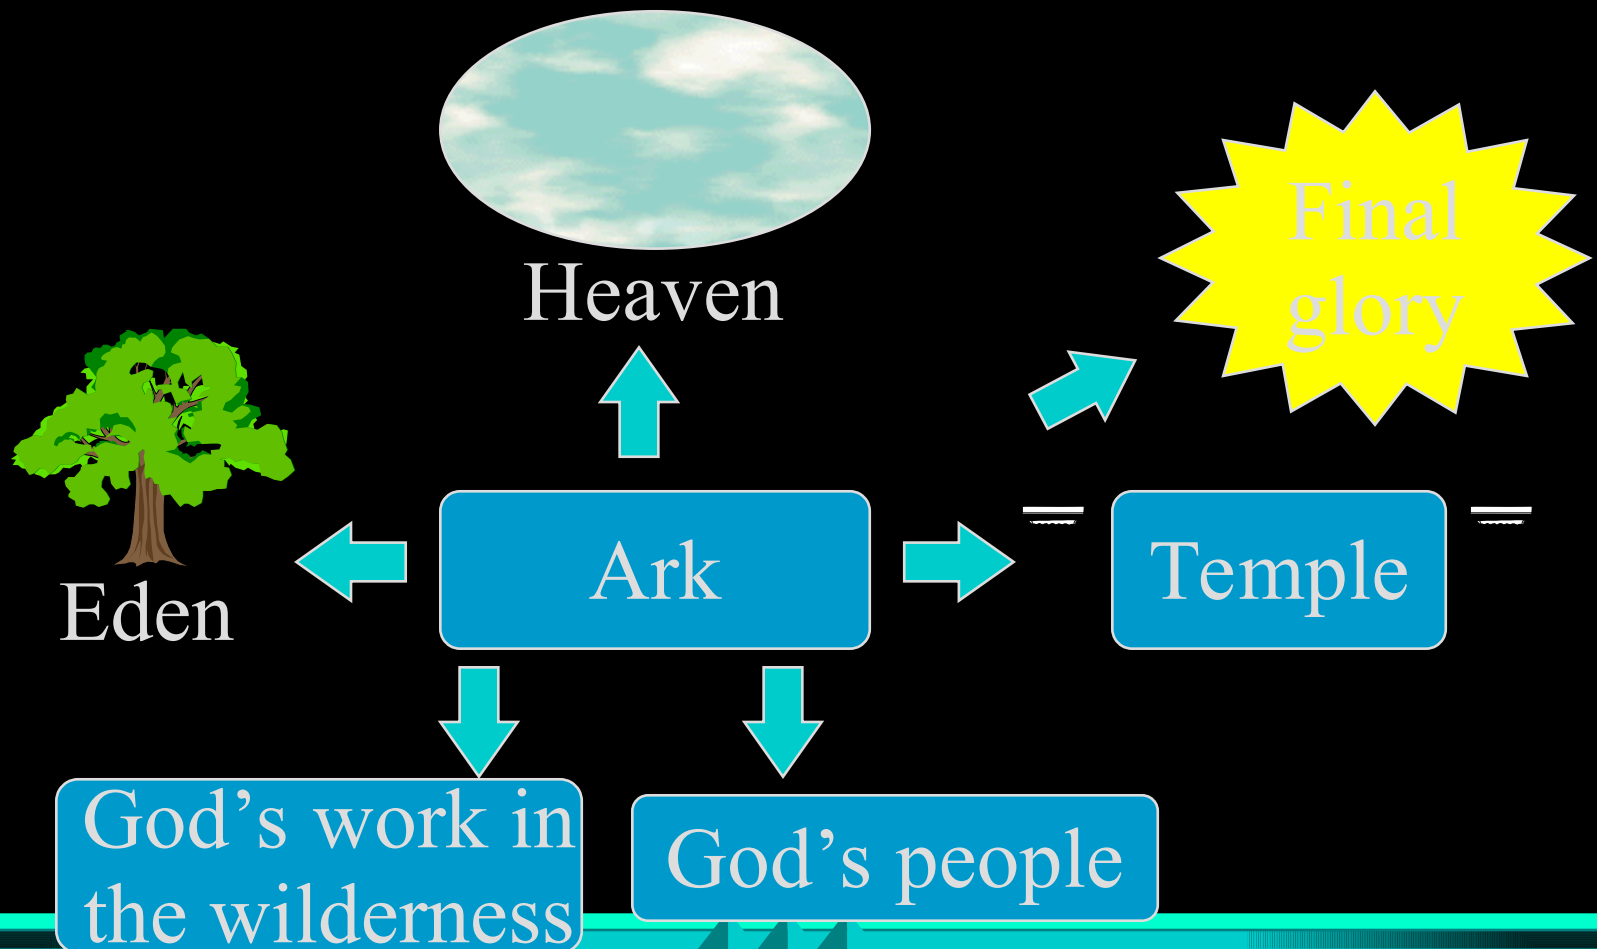 Heaven
Final
glory
Eden
Ark
Temple
God’s work in
the wilderness
God’s people